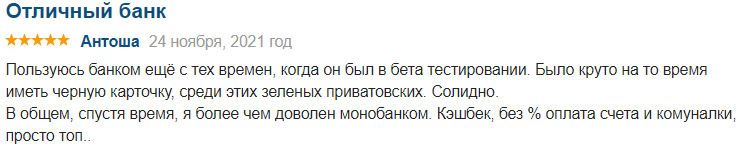 Отличный банк
Антоша 24 ноября, 2021 год
Пользуюсь банком ещё с тех времен, когда он был в бета тестировании. Было круто на то время
иметь черную карточку, среди этих зеленых приватовских. Солидно.
В общем, спустя время, я более чем доволен монобанком. Кэшбек, без % оплата счета и комуналки,
просто топ..